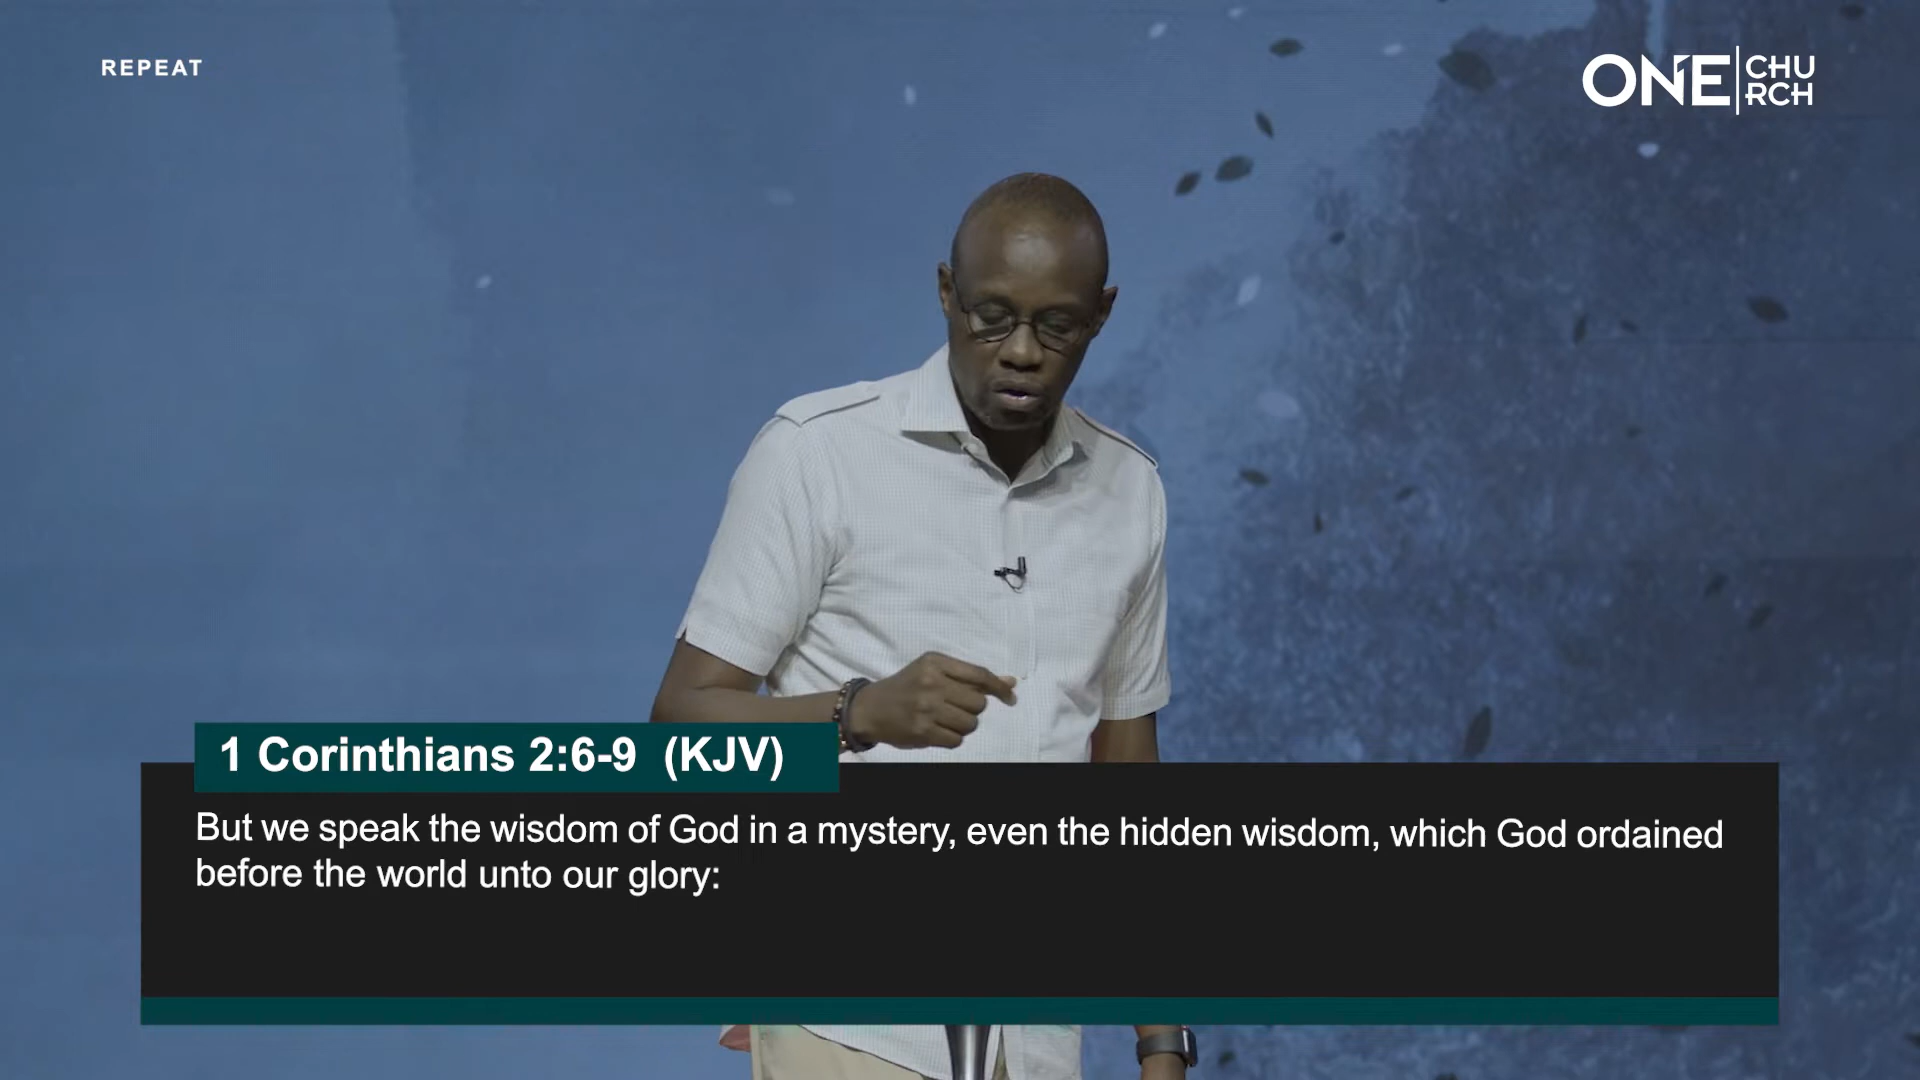 REPEAT
ONE CHU
RCH
1 Corinthians 2:6-9 (KJV)
But we speak the wisdom of God in a mystery, even the hidden wisdom, which God ordained
before the world unto our glory: